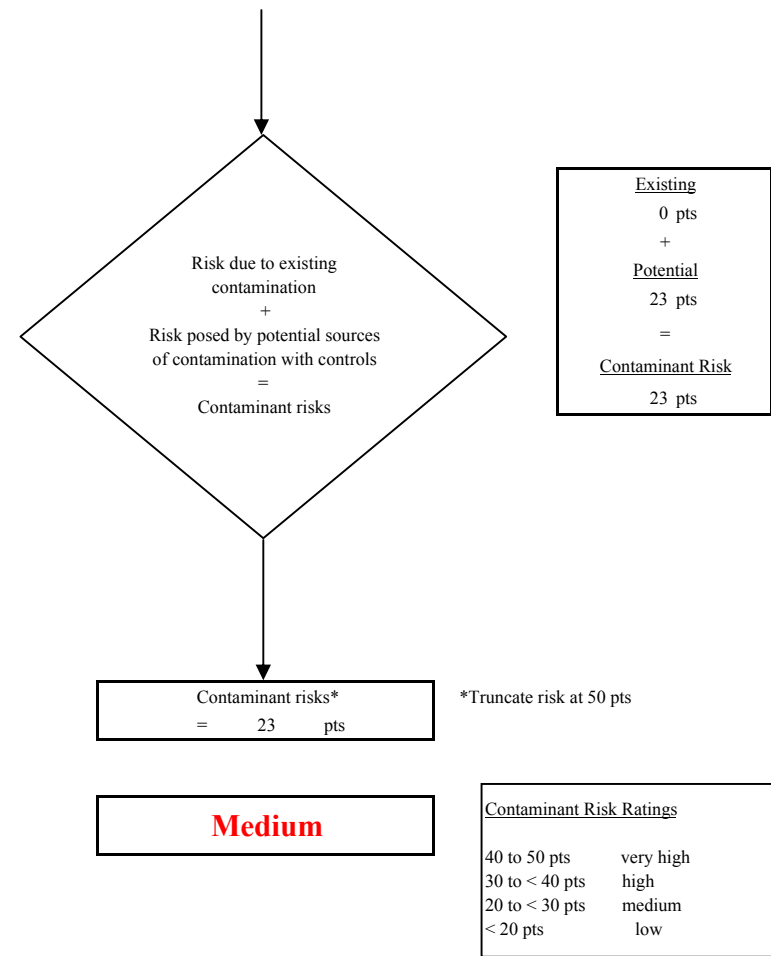 Risk due to existing
contamination
+
Risk posed by potential sources
of contamination with controls
=
Contaminant risks
Existing
0 pts
+
Potential
23 pts
=
Contaminant Risk
23 pts
Contaminant risks*
= 23 pts
*Truncate risk at 50 pts
Medium
Contaminant Risk Ratings
40 to 50 pts very high
30 to < 40 pts high
20 to < 30 pts medium
< 20 pts low